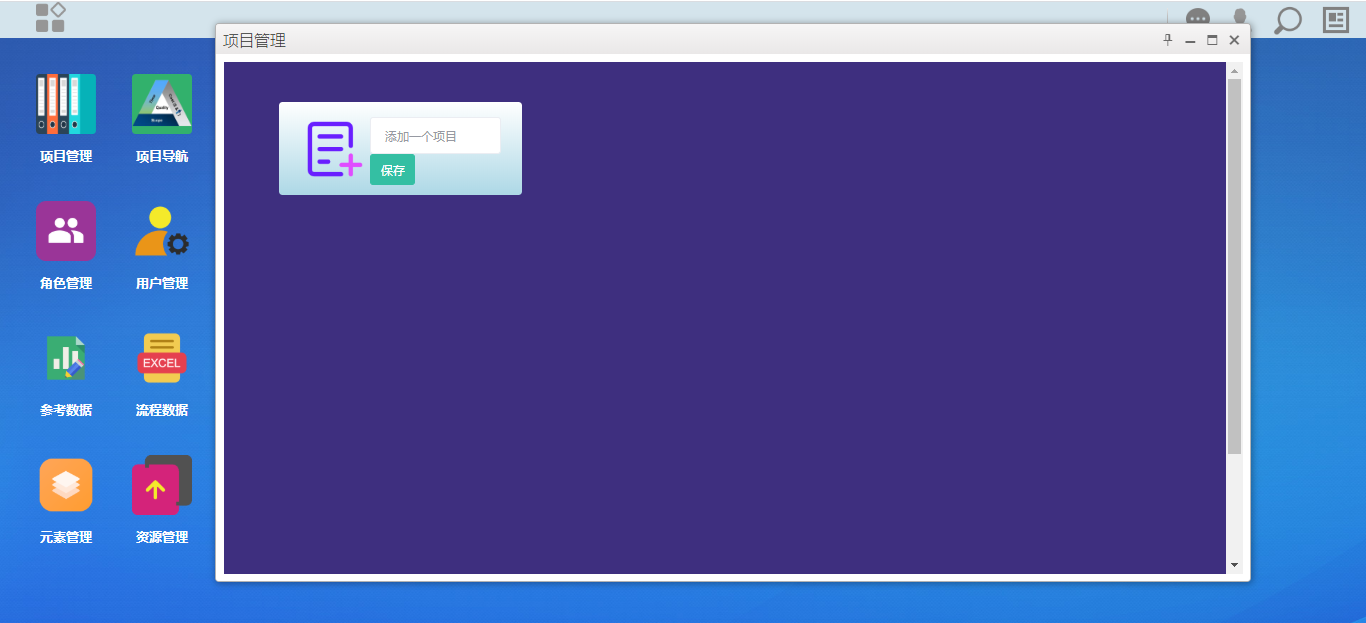 项目管理
添加一个项目
保存
项目管理
项目导航
角色管理
用户管理
参考数据
EXCEL
流程数据
元素管理
资源管理